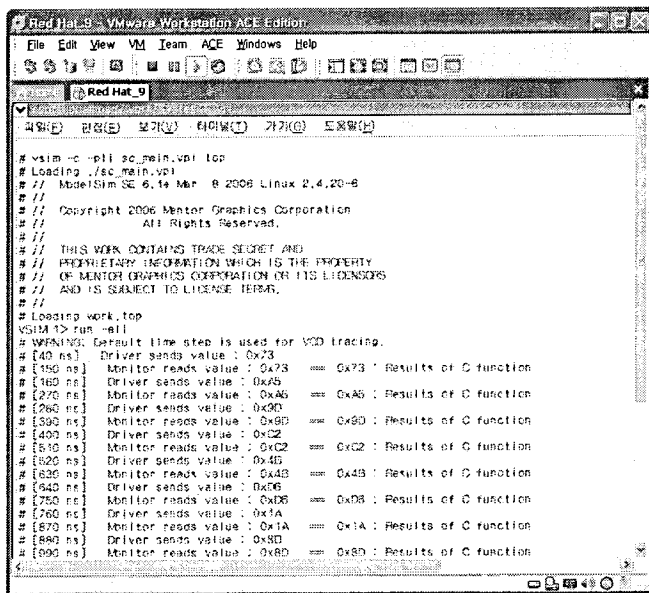 Red Hat_9 - VMware Workstation ACE Edition
File Edit View VM Team ACE Windows Help
Red Hat_9
파일(F) 편집(E) 보기(V) 터미널(T) 가기(G) 도움말(H)
# vsim -c -pli sc_main.vpi top
# Loading ./sc_main.vpi
# // ModelSim SE 6.1e Mar 8 2006 Linux 2.4.20-6
# //
# // Copyright 2006 Mentor Graphics Corporation
# // All Rights Reserved.
# //
# // THIS WORK CONTAINS TRADE SECRET AND
# // PROPRIETARY INFORMATION WHICH IS THE PROPERTY
# // OF MENTOR GRAPHICS CORPORATION OR ITS LICENSORS
# // AND IS SUBJECT TO LICENSE TERMS.
# //
# Loading work.top
VSIM 1> run -all
# WARNING: Default time step is used for VCD tracing.
# [40 ns] Driver sends value : 0x73
# [150 ns] Monitor reads value : 0x73 === 0x73 : Results of C function
# [160 ns] Driver sends value : 0xA5
# [270 ns] Monitor reads value : 0xA5 === 0xA5 : Results of C function
# [280 ns] Driver sends value : 0x9D
# [390 ns] Monitor reads value : 0x9D === 0x9D : Results of C function
# [400 ns] Driver sends value : 0xC2
# [510 ns] Monitor reads value : 0xC2 === 0xC2 : Results of C function
# [520 ns] Driver sends value : 0x4B
# [630 ns] Monitor reads value : 0x4B === 0x4B : Results of C function
# [640 ns] Driver sends value : 0xD6
# [750 ns] Monitor reads value : 0xD6 === 0xD6 : Results of C function
# [760 ns] Driver sends value : 0x1A
# [870 ns] Monitor reads value : 0x1A === 0x1A : Results of C function
# [880 ns] Driver sends value : 0x8D
# [990 ns] Monitor reads value : 0x8D === 0x8D : Results of C function